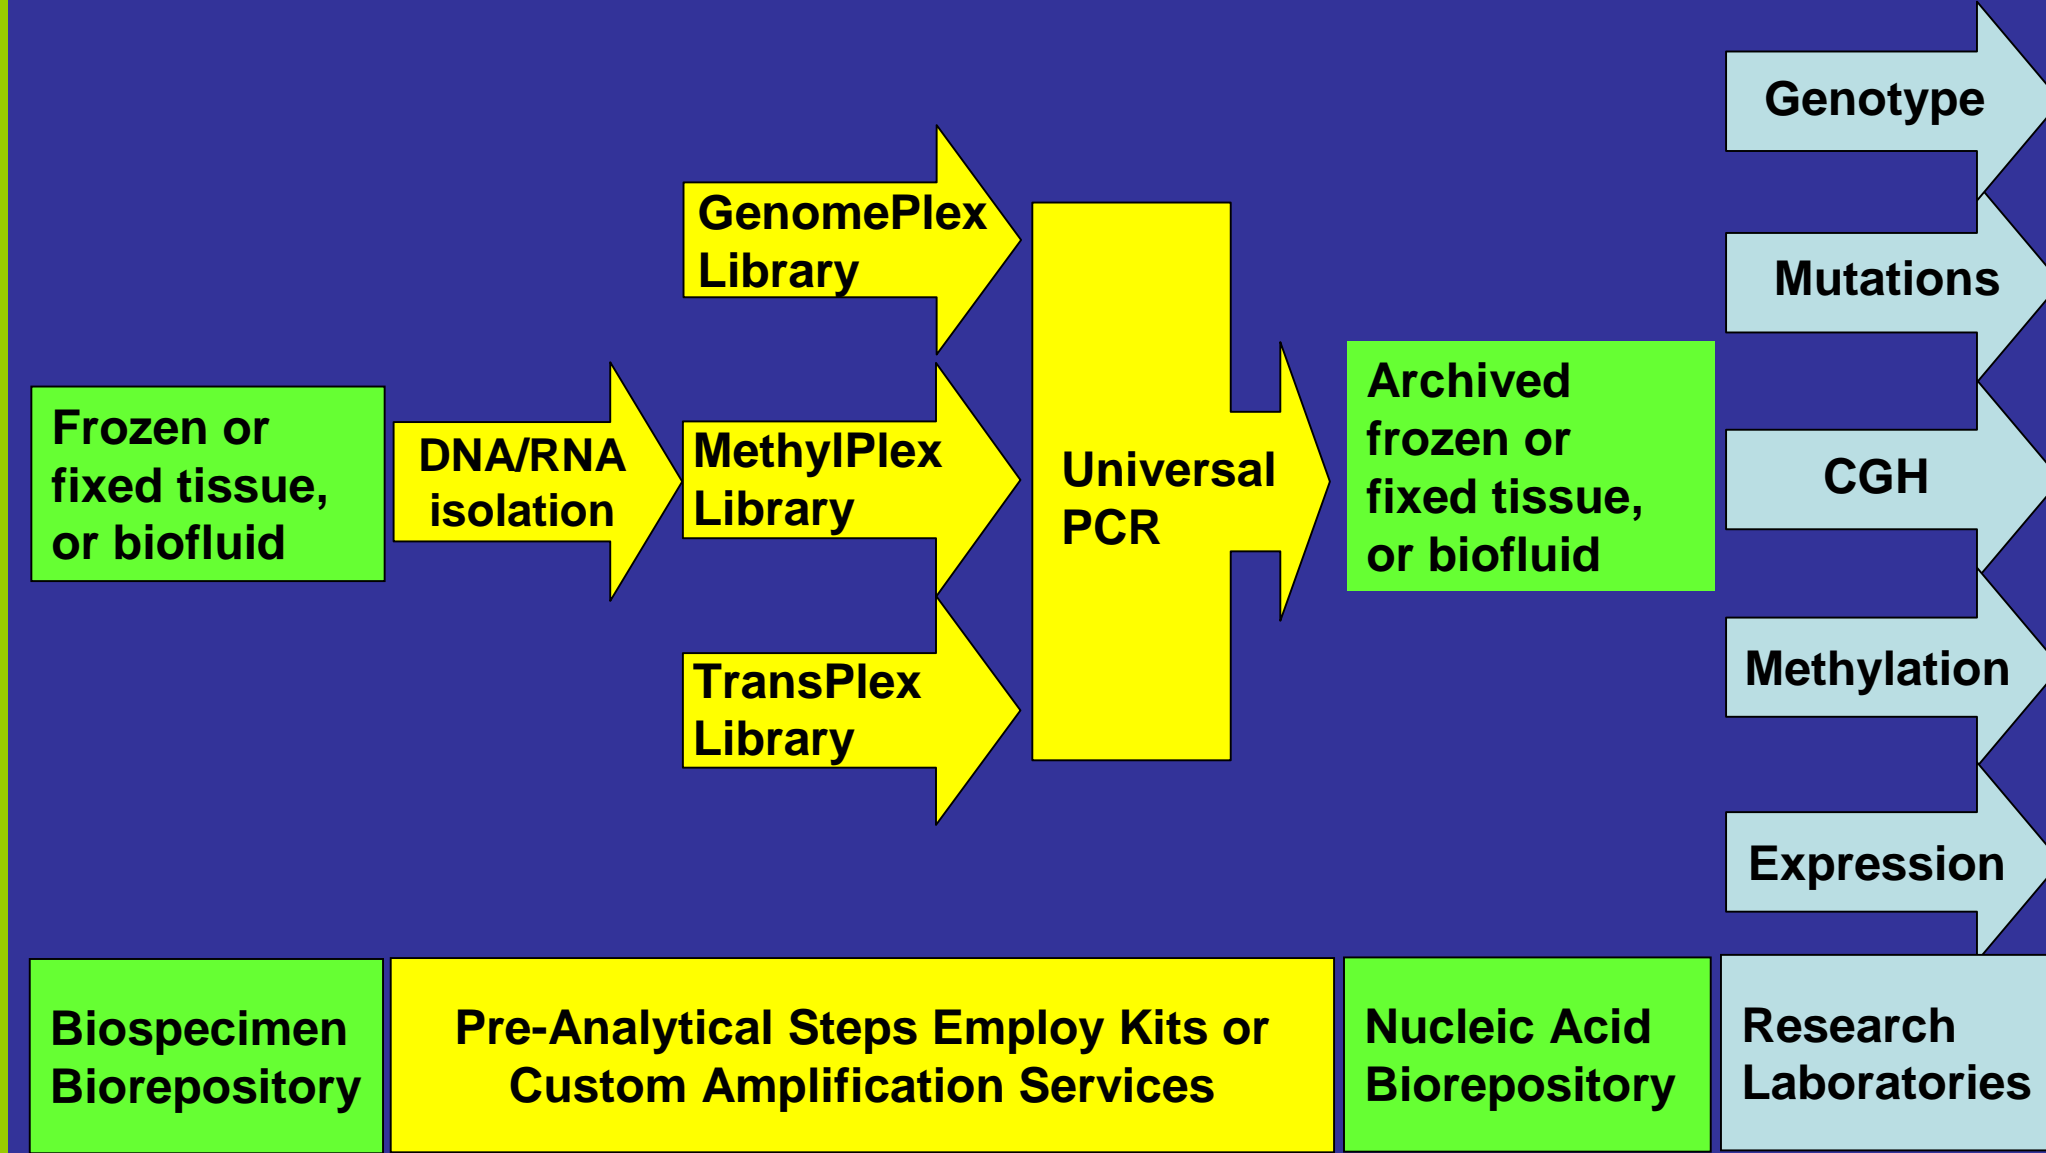 Frozen or
fixed tissue,
or biofluid
DNA/RNA
isolation
GenomePlex
Library
MethylPlex
Library
TransPlex
Library
Universal
PCR
Archived
frozen or
fixed tissue,
or biofluid
Genotype
Mutations
CGH
Methylation
Expression
Biospecimen
Biorepository
Pre-Analytical Steps Employ Kits or
Custom Amplification Services
Nucleic Acid
Biorepository
Research
Laboratories